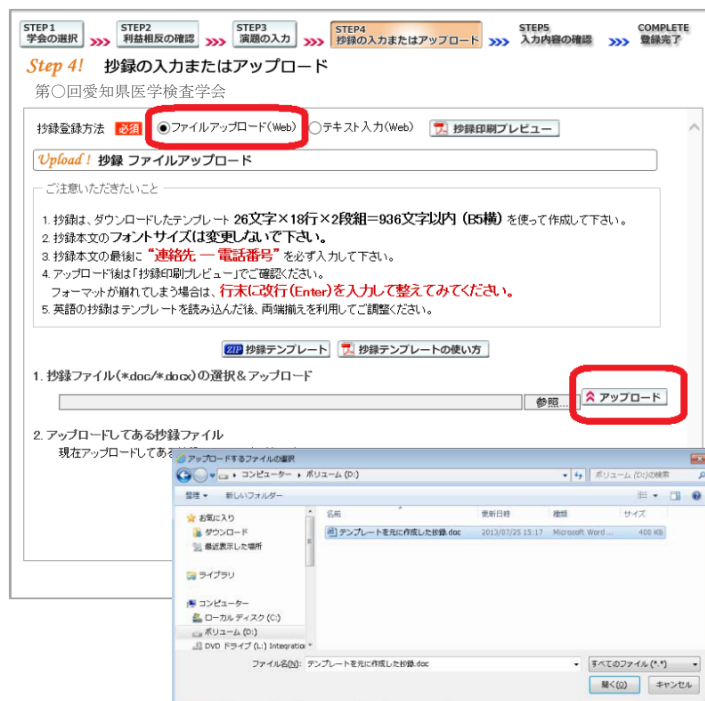 STEP1 STEP2 STEP3 STEP4 STEP5 COMPLETE
学会の選択 >>> 利益相反の確認 >>> 演題の入力 >>> 抄録の入力またはアップロード >>> 入力内容の確認 >>> 登録完了
Step 4! 抄録の入力またはアップロード
第〇回愛知県医学検査学会
抄録登録方法 必須 ファイルアップロード(Web) テキスト入力(Web) 抄録印刷プレビュー
Upload! 抄録 ファイルアップロード
ご注意いただきたいこと
1. 抄録は、ダウンロードしたテンプレート 26文字×18行×2段組=936文字以内 (B5横) を使って作成して下さい。
2. 抄録本文のフォントサイズは変更しないで下さい。
3. 抄録本文の最後に “連絡先 ― 電話番号” を必ず入力して下さい。
4. アップロード後は「抄録印刷プレビュー」でご確認ください。
フォーマットが崩れてしまう場合は、行末に改行(Enter)を入力して整えてみてください。
5. 英語の抄録はテンプレートを読み込んだ後、両端揃えを利用してご調整ください。
ZIP 抄録テンプレート 抄録テンプレートの使い方
1. 抄録ファイル(*.doc/*.docx)の選択&アップロード
参照... アップロード
2. アップロードしてある抄録ファイル
現在アップロードしてある
アップロードするファイルの選択
コンピューター ボリューム (D:) ボリューム (D:)の検索
整理 新しいフォルダー
お気に入り 名前 更新日時 種類 サイズ
ダウンロード テンプレートを元に作成した抄録.doc 2013/07/25 15:17 Microsoft Word ... 400 KB
最近表示した場所
ライブラリ
コンピューター
ローカル ディスク (C:)
ボリューム (D:)
DVD ドライブ (L:) Integration
ファイル名(N): テンプレートを元に作成した抄録.doc すべてのファイル (*.*)
開く(O) キャンセル